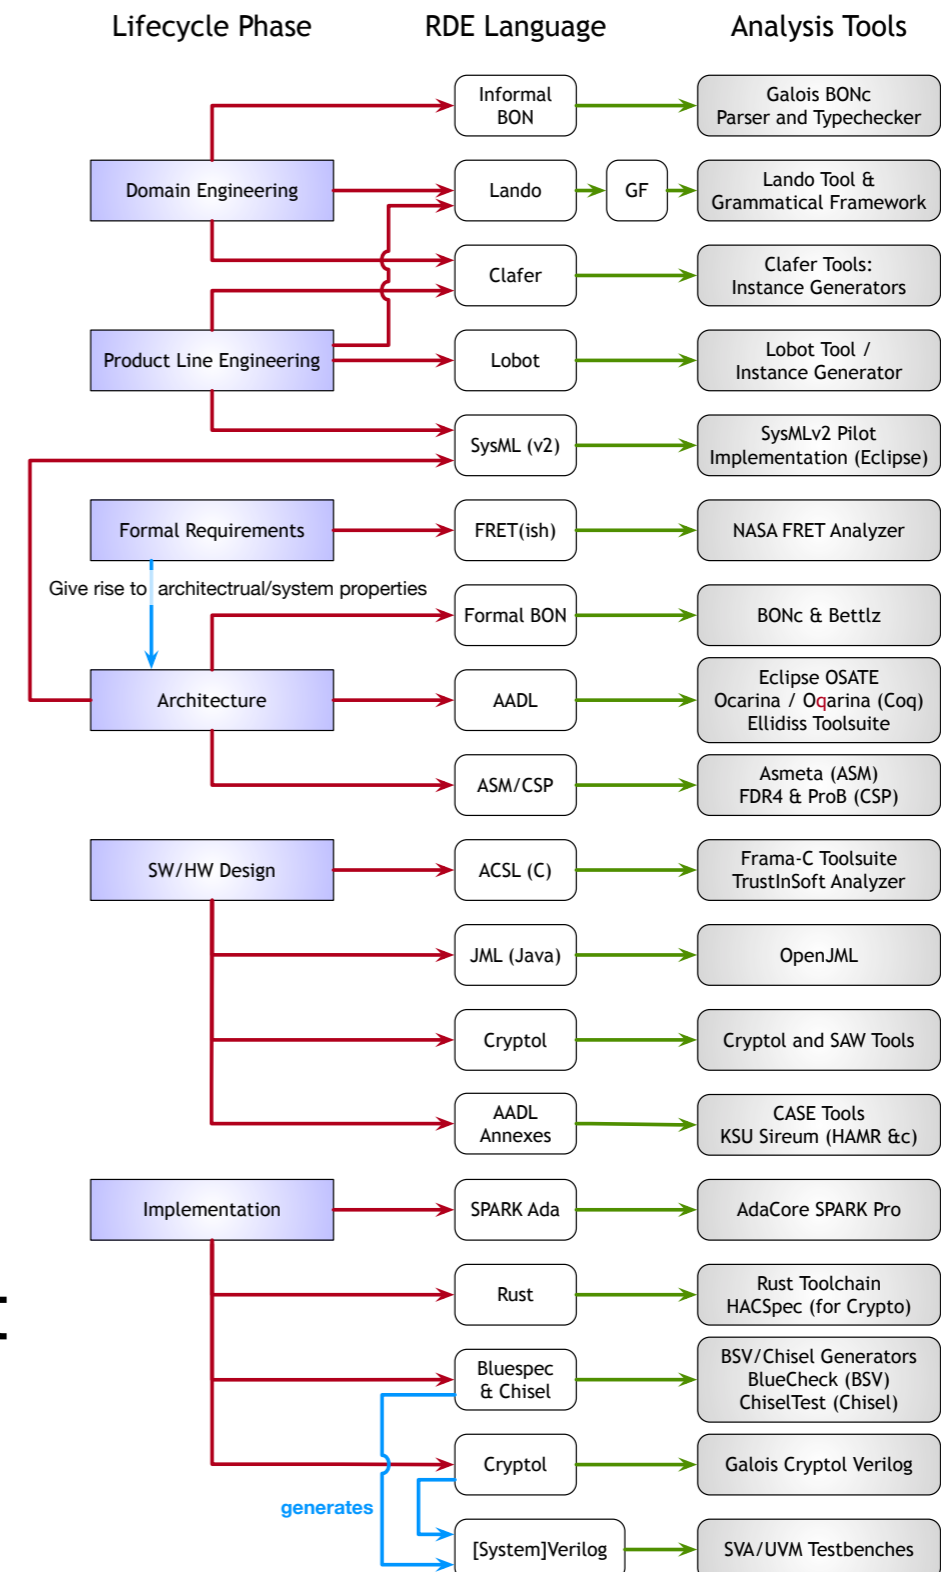 Lifecycle Phase
RDE Language
Analysis Tools
Informal
BON
Galois BONc
Parser and Typechecker
Domain Engineering
Lando
GF
Lando Tool &
Grammatical Framework
Clafer
Clafer Tools:
Instance Generators
Product Line Engineering
Lobot
Lobot Tool /
Instance Generator
SysML (v2)
SysMLv2 Pilot
Implementation (Eclipse)
Formal Requirements
FRET(ish)
NASA FRET Analyzer
Give rise to architectrual/system properties
Formal BON
BONc & Bettlz
Architecture
AADL
Eclipse OSATE
Ocarina / Oqarina (Coq)
Ellidiss Toolsuite
ASM/CSP
Asmeta (ASM)
FDR4 & ProB (CSP)
SW/HW Design
ACSL (C)
Frama-C Toolsuite
TrustInSoft Analyzer
JML (Java)
OpenJML
Cryptol
Cryptol and SAW Tools
AADL
Annexes
CASE Tools
KSU Sireum (HAMR &c)
Implementation
SPARK Ada
AdaCore SPARK Pro
Rust
Rust Toolchain
HACSpec (for Crypto)
Bluespec
& Chisel
BSV/Chisel Generators
BlueCheck (BSV)
ChiselTest (Chisel)
Cryptol
Galois Cryptol Verilog
generates
[System]Verilog
SVA/UVM Testbenches